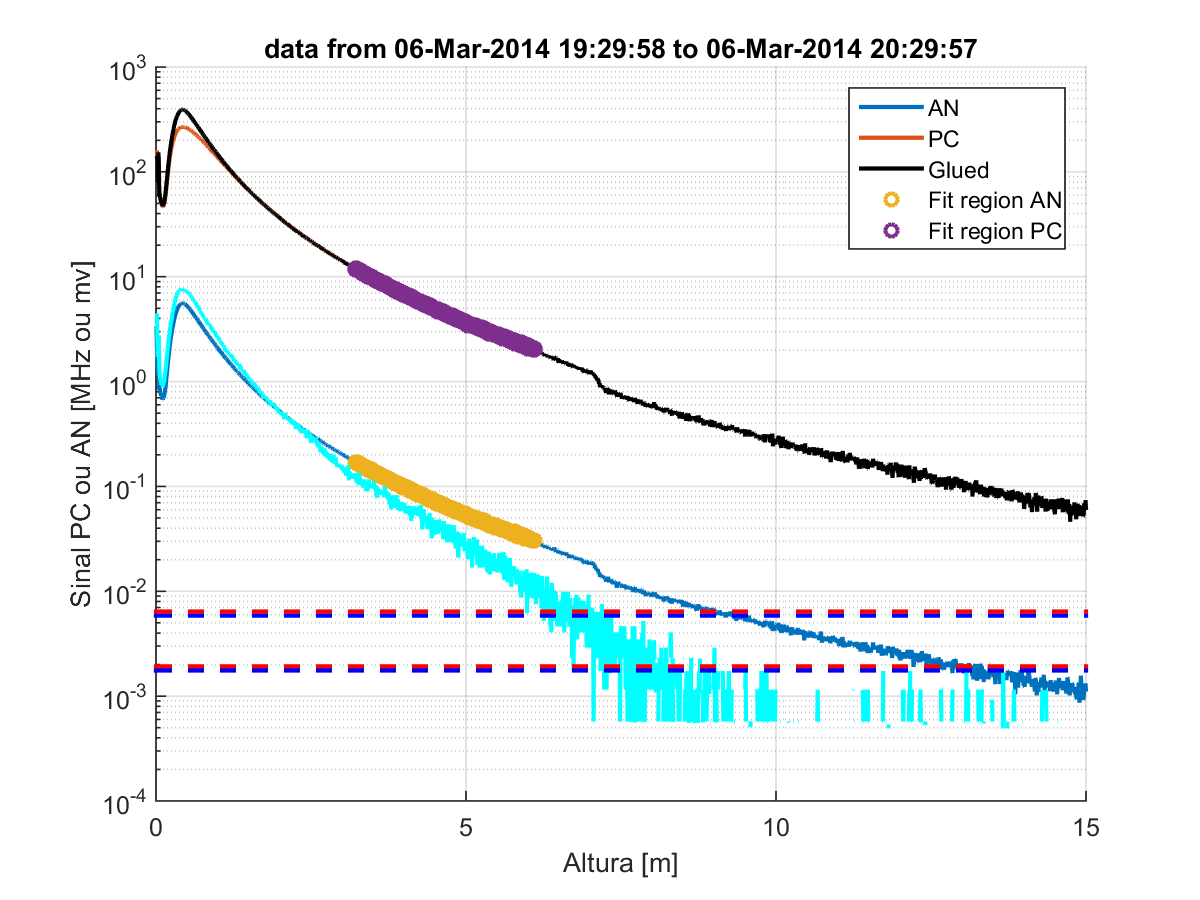 data from 06-Mar-2014 19:29:58 to 06-Mar-2014 20:29:57
10^3
10^2
10^1
10^0
10^-1
10^-2
10^-3
10^-4
Sinal PC ou AN [MHz ou mv]
AN
PC
Glued
Fit region AN
Fit region PC
0 5 10 15
Altura [m]